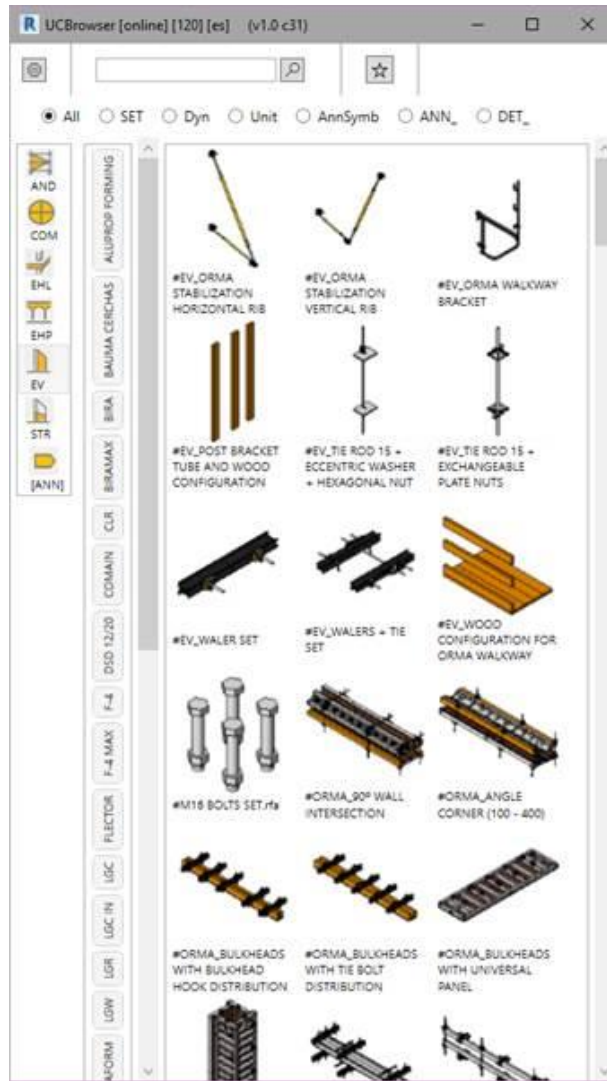 R UCBrowser [online] [120] [es] (v1.0 c31)
All SET Dyn Unit AnnSymb ANN_ DET_
AND
COM
EHL
EHP
EV
STR
[ANN]
ALUPROP FORMING
BAUMA CERCHAS
BIRA
BIRAMAX
CLR
COMAIN
DSD 12/20
F-4
F-4 MAX
FLECTOR
LGC
LGC IN
LGR
LGW
AFORM
#EV_ORMA
STABILIZATION
HORIZONTAL RIB
#EV_ORMA
STABILIZATION
VERTICAL RIB
#EV_ORMA WALKWAY
BRACKET
#EV_POST BRACKET
TUBE AND WOOD
CONFIGURATION
#EV_TIE ROD 15 +
ECCENTRIC WASHER
+ HEXAGONAL NUT
#EV_TIE ROD 15 +
EXCHANGEABLE
PLATE NUTS
#EV_WALER SET
#EV_WALERS + TIE
SET
#EV_WOOD
CONFIGURATION FOR
ORMA WALKWAY
#M16 BOLTS SET.rfa
#ORMA_90º WALL
INTERSECTION
#ORMA_ANGLE
CORNER (100 - 400)
#ORMA_BULKHEADS
WITH BULKHEAD
HOOK DISTRIBUTION
#ORMA_BULKHEADS
WITH TIE BOLT
DISTRIBUTION
#ORMA_BULKHEADS
WITH UNIVERSAL
PANEL